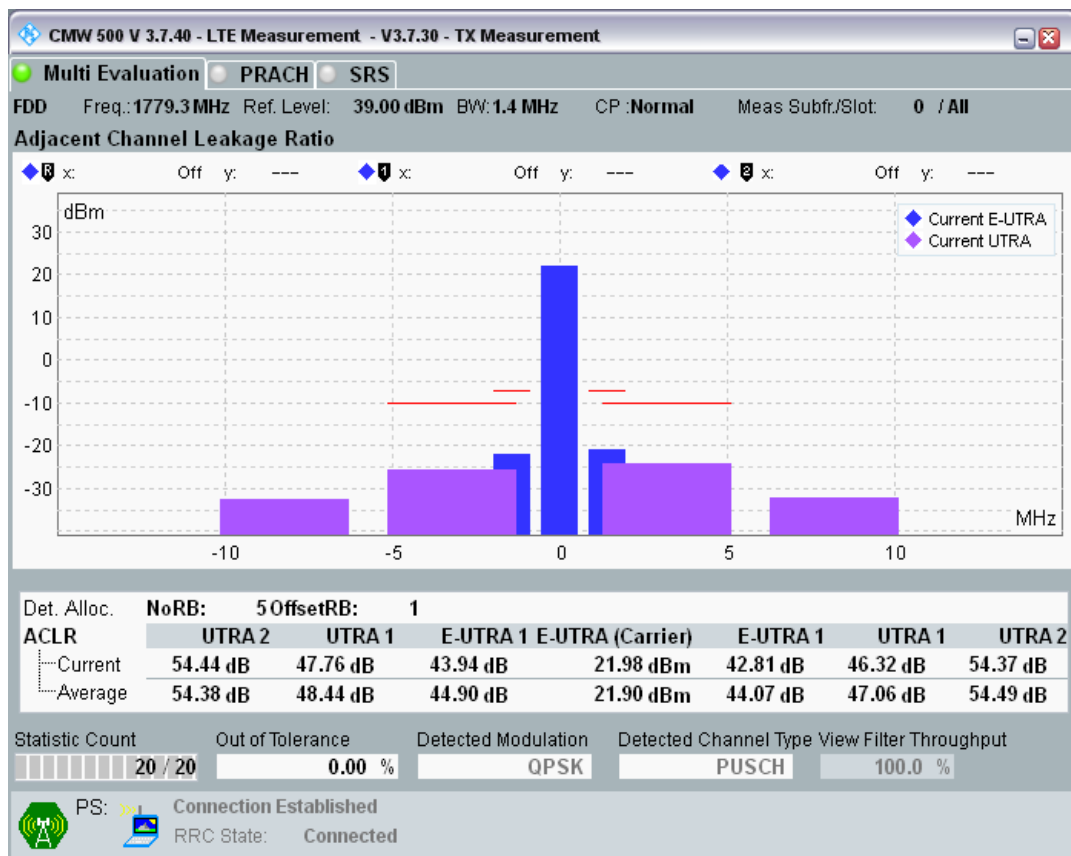 CMW 500 V 3.7.40 - LTE Measurement - V3.7.30 - TX Measurement
Multi Evaluation PRACH SRS
FDD Freq.: 1779.3 MHz Ref. Level: 39.00 dBm BW: 1.4 MHz CP :Normal Meas Subfr./Slot: 0 / All
Adjacent Channel Leakage Ratio
R x: Off y: --- 1 x: Off y: --- 2 x: Off y: ---
dBm
Current E-UTRA
Current UTRA
30
20
10
0
-10
-20
-30
MHz
-10 -5 0 5 10
Det. Alloc. NoRB: 5 OffsetRB: 1
ACLR UTRA 2 UTRA 1 E-UTRA 1 E-UTRA (Carrier) E-UTRA 1 UTRA 1 UTRA 2
Current 54.44 dB 47.76 dB 43.94 dB 21.98 dBm 42.81 dB 46.32 dB 54.37 dB
Average 54.38 dB 48.44 dB 44.90 dB 21.90 dBm 44.07 dB 47.06 dB 54.49 dB
Statistic Count Out of Tolerance Detected Modulation Detected Channel Type View Filter Throughput
20 / 20 0.00 % QPSK PUSCH 100.0 %
PS: Connection Established
RRC State: Connected